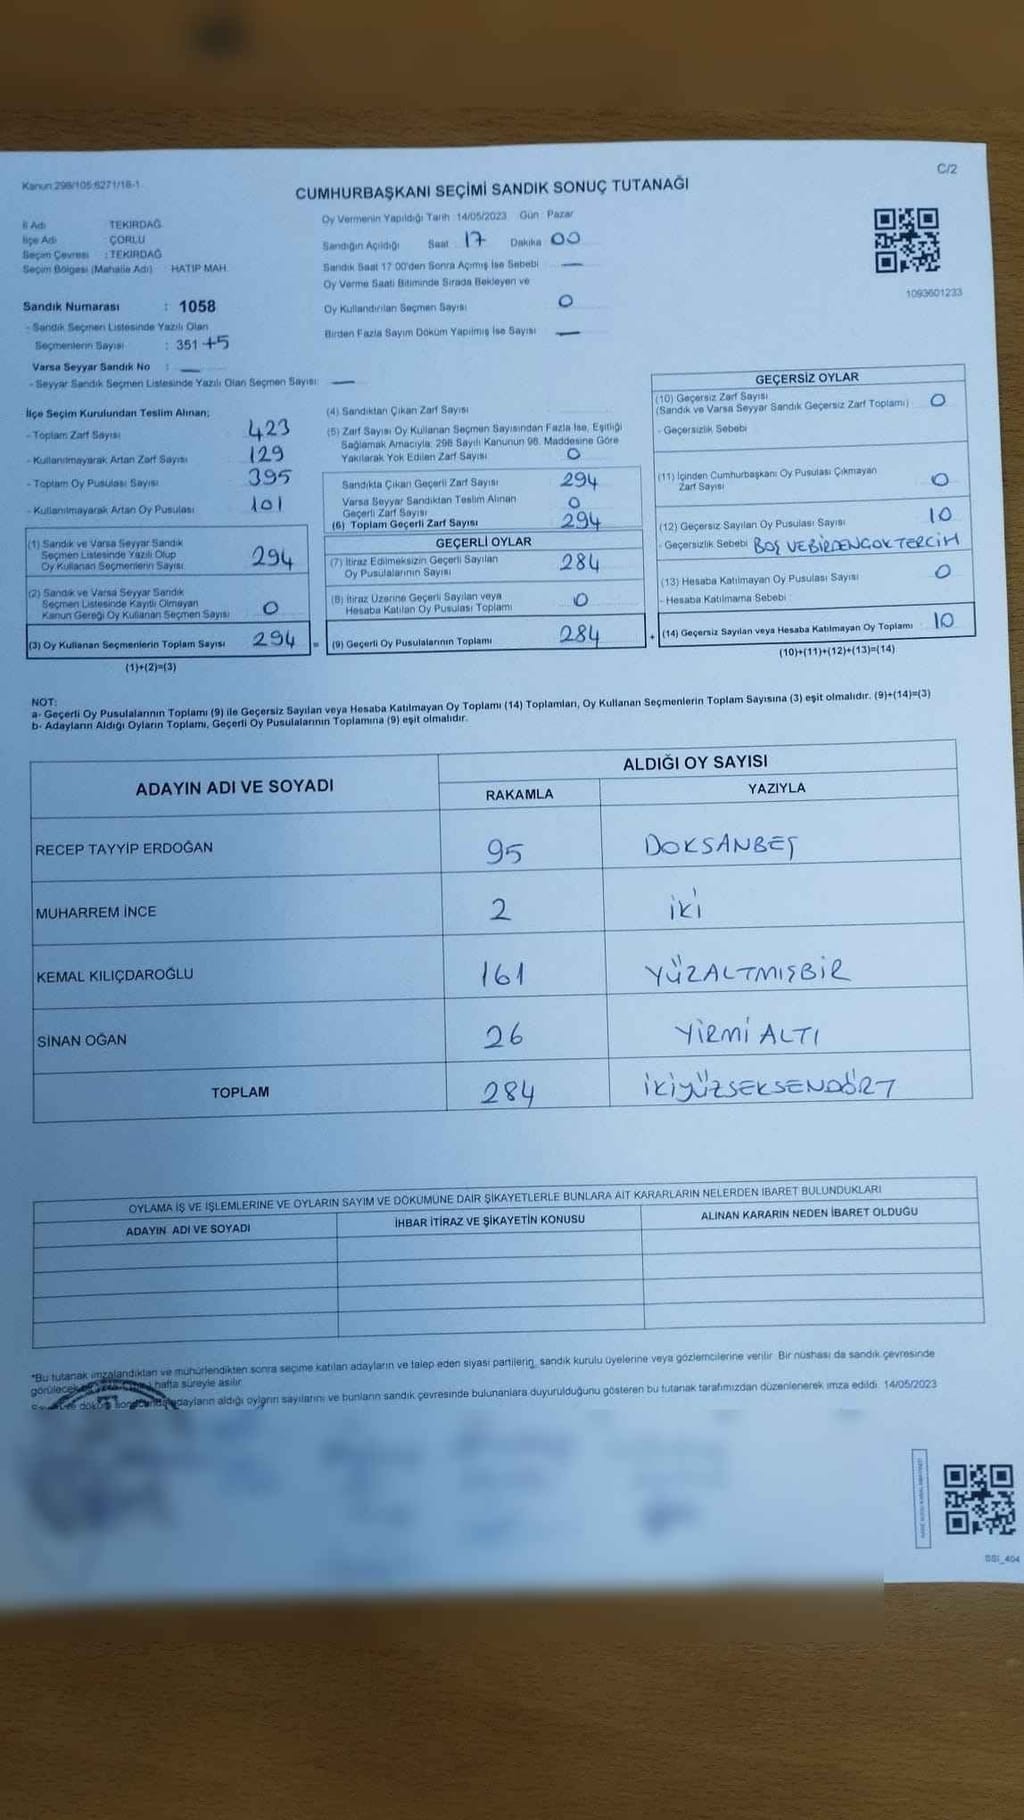 C/2
Kanun:298/105;6271/18-1
CUMHURBAŞKANI SEÇİMİ SANDIK SONUÇ TUTANAĞI
İl Adı : TEKİRDAĞ
İlçe Adı : ÇORLU
Seçim Çevresi : TEKİRDAĞ
Seçim Bölgesi (Mahalle Adı) : HATİP MAH.
Oy Vermenin Yapıldığı Tarih :14/05/2023 Gün : Pazar
Sandığın Açıldığı Saat 17 Dakika 00
Sandık Saat 17:00'den Sonra Açılmış İse Sebebi —
Oy Verme Saati Bitiminde Sırada Bekleyen ve
Oy Kullandırılan Seçmen Sayısı 0
Birden Fazla Sayım Döküm Yapılmış İse Sayısı —
1093601233
Sandık Numarası : 1058
- Sandık Seçmen Listesinde Yazılı Olan
Seçmenlerin Sayısı : 351 +5
Varsa Seyyar Sandık No : —
- Seyyar Sandık Seçmen Listesinde Yazılı Olan Seçmen Sayısı: —
İlçe Seçim Kurulundan Teslim Alınan;
- Toplam Zarf Sayısı 423
- Kullanılmayarak Artan Zarf Sayısı 129
- Toplam Oy Pusulası Sayısı 395
- Kullanılmayarak Artan Oy Pusulası 101
(1) Sandık ve Varsa Seyyar Sandık
Seçmen Listesinde Yazılı Olup
Oy Kullanan Seçmenlerin Sayısı 294
(2) Sandık ve Varsa Seyyar Sandık
Seçmen Listesinde Kayıtlı Olmayan
Kanun Gereği Oy Kullanan Seçmen Sayısı 0
(3) Oy Kullanan Seçmenlerin Toplam Sayısı 294 =
(1)+(2)=(3)
(4) Sandıktan Çıkan Zarf Sayısı
(5) Zarf Sayısı Oy Kullanan Seçmen Sayısından Fazla İse, Eşitliği
Sağlamak Amacıyla; 298 Sayılı Kanunun 98. Maddesine Göre
Yakılarak Yok Edilen Zarf Sayısı 0
Sandıkta Çıkan Geçerli Zarf Sayısı 294
Varsa Seyyar Sandıktan Teslim Alınan
Geçerli Zarf Sayısı 0
(6) Toplam Geçerli Zarf Sayısı 294
GEÇERLİ OYLAR
(7) İtiraz Edilmeksizin Geçerli Sayılan
Oy Pusulalarının Sayısı 284
(8) İtiraz Üzerine Geçerli Sayılan veya
Hesaba Katılan Oy Pusulası Toplamı 0
(9) Geçerli Oy Pusulalarının Toplamı 284 +
GEÇERSİZ OYLAR
(10) Geçersiz Zarf Sayısı
(Sandık ve Varsa Seyyar Sandık Geçersiz Zarf Toplamı) 0
- Geçersizlik Sebebi
(11) İçinden Cumhurbaşkanı Oy Pusulası Çıkmayan
Zarf Sayısı 0
(12) Geçersiz Sayılan Oy Pusulası Sayısı 10
- Geçersizlik Sebebi BOŞ VE BİRDEN ÇOK TERCİH
(13) Hesaba Katılmayan Oy Pusulası Sayısı 0
- Hesaba Katılmama Sebebi :
(14) Geçersiz Sayılan veya Hesaba Katılmayan Oy Toplamı 10
(10)+(11)+(12)+(13)=(14)
NOT:
a- Geçerli Oy Pusulalarının Toplamı (9) ile Geçersiz Sayılan veya Hesaba Katılmayan Oy Toplamı (14) Toplamları, Oy Kullanan Seçmenlerin Toplam Sayısına (3) eşit olmalıdır. (9)+(14)=(3)
b- Adayların Aldığı Oyların Toplamı, Geçerli Oy Pusulalarının Toplamına (9) eşit olmalıdır.
ADAYIN ADI VE SOYADI
ALDIĞI OY SAYISI
RAKAMLA YAZIYLA
RECEP TAYYİP ERDOĞAN 95 DOKSANBEŞ
MUHARREM İNCE 2 İKİ
KEMAL KILIÇDAROĞLU 161 YÜZALTMIŞBİR
SİNAN OĞAN 26 YİRMİ ALTI
TOPLAM 284 İKİYÜZSEKSENDÖRT
OYLAMA İŞ VE İŞLEMLERİNE VE OYLARIN SAYIM VE DÖKÜMÜNE DAİR ŞİKAYETLERLE BUNLARA AİT KARARLARIN NELERDEN İBARET BULUNDUKLARI
ADAYIN ADI VE SOYADI İHBAR İTİRAZ VE ŞİKAYETİN KONUSU ALINAN KARARIN NEDEN İBARET OLDUĞU
*Bu tutanak imzalandıktan ve mühürlendikten sonra seçime katılan adayların ve talep eden siyasi partilerin, sandık kurulu üyelerine veya gözlemcilerine verilir. Bir nüshası da sandık çevresinde
hafta süreyle asılır.
adayların aldığı oyların sayılarını ve bunların sandık çevresinde bulunanlara duyurulduğunu gösteren bu tutanak tarafımızdan düzenlenerek imza edildi. 14/05/2023
SSI_404